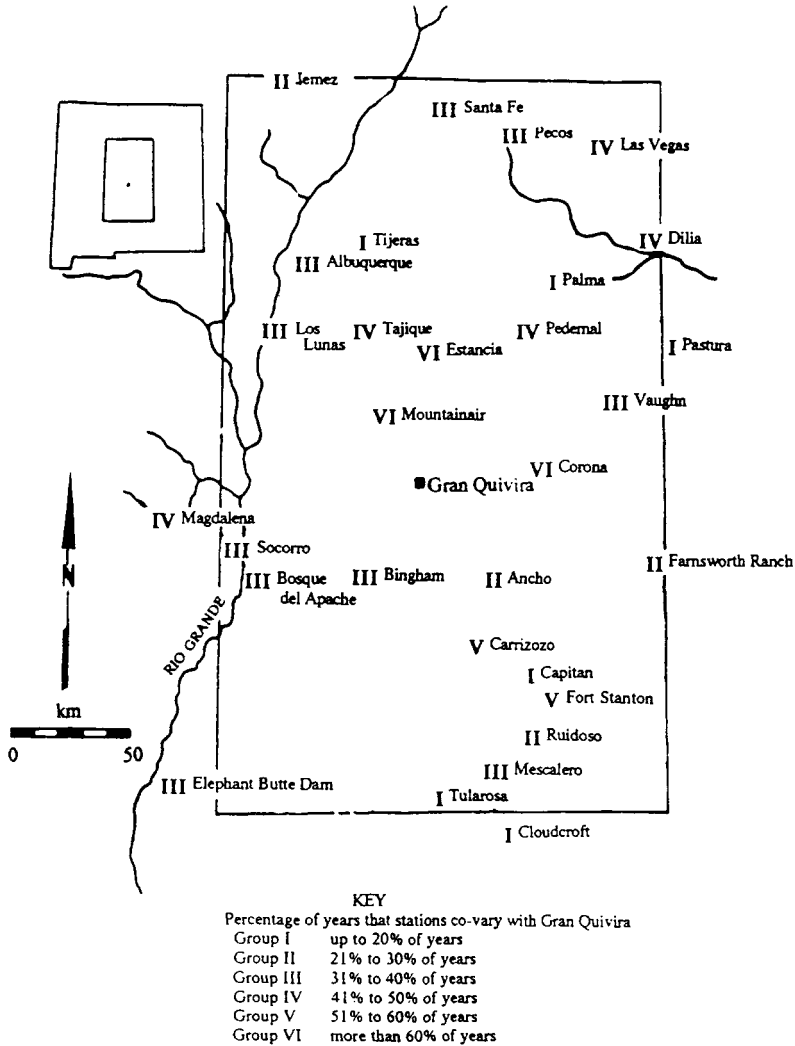 II Jemez
III Santa Fe
III Pecos
IV Las Vegas
I Tijeras
IV Dilia
III Albuquerque
I Palma
III Los
Lunas
IV Tajique
IV Pedernal
VI Estancia
I Pastura
III Vaughn
VI Mountainair
VI Corona
Gran Quivira
IV Magdalena
III Socorro
II Farnsworth Ranch
III Bosque
del Apache
III Bingham
II Ancho
N
RIO GRANDE
V Carrizozo
I Capitan
V Fort Stanton
km
0 50
II Ruidoso
III Mescalero
III Elephant Butte Dam
I Tularosa
I Cloudcroft
KEY
Percentage of years that stations co-vary with Gran Quivira
Group I up to 20% of years
Group II 21% to 30% of years
Group III 31% to 40% of years
Group IV 41% to 50% of years
Group V 51% to 60% of years
Group VI more than 60% of years